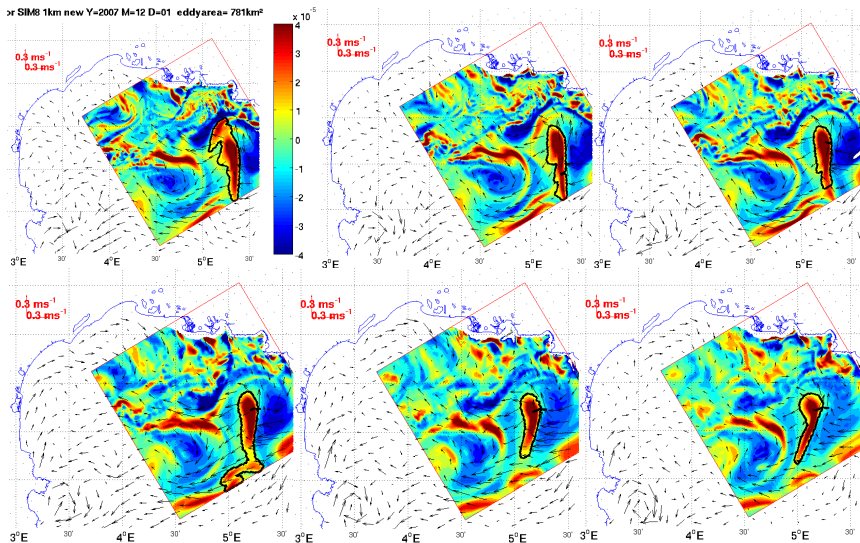 or SIM8 1km new Y=2007 M=12 D=01 eddyarea= 781km²
x 10⁻⁵
4
3
2
1
0
-1
-2
-3
-4
0.3 ms⁻¹
0.3 ms⁻¹
0.3 ms⁻¹
0.3 ms⁻¹
0.3 ms⁻¹
0.3 ms⁻¹
3°E 30' 4°E 30' 5°E 30'
3°E 30' 4°E 30' 5°E 30'
3°E 30' 4°E 30' 5°E 30'
0.3 ms⁻¹
0.3 ms⁻¹
0.3 ms⁻¹
0.3 ms⁻¹
0.3 ms⁻¹
0.3 ms⁻¹
3°E 30' 4°E 30' 5°E 30'
3°E 30' 4°E 30' 5°E 30'
3°E 30' 4°E 30' 5°E 30'